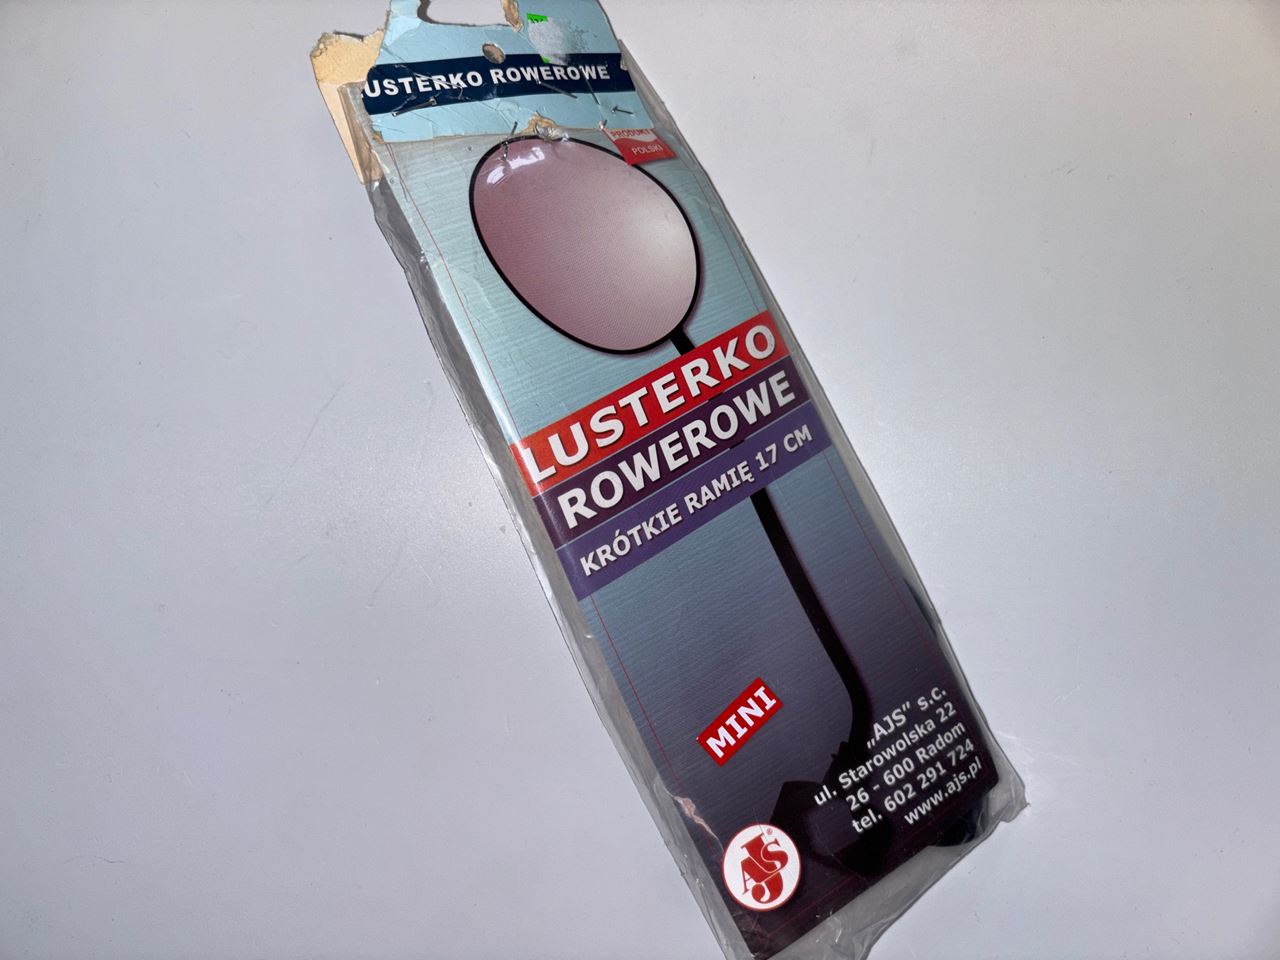 LUSTERKO ROWEROWE
PRODUKT
POLSKI
LUSTERKO
ROWEROWE
KRÓTKIE RAMIĘ 17 CM
MINI
„AJS” s.c.
ul. Starowolska 22
26 - 600 Radom
tel. 602 291 724
www.ajs.pl
AJS®